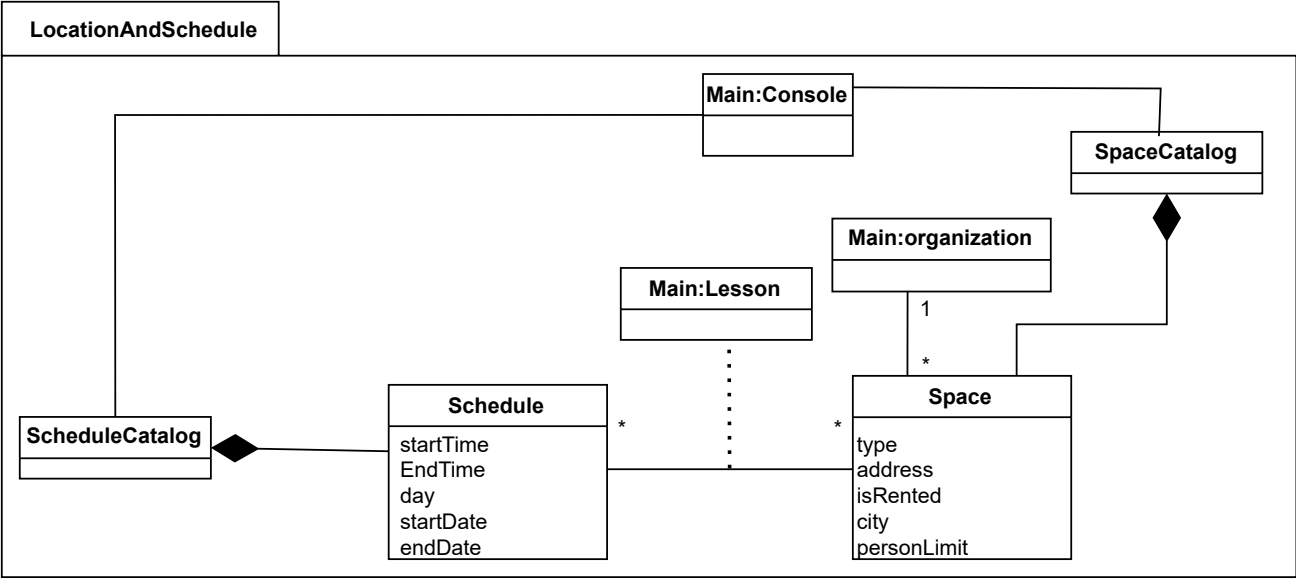 LocationAndSchedule
Main:Console
SpaceCatalog
Main:organization
Main:Lesson
1
*
Schedule
Space
ScheduleCatalog
*
*
startTime
EndTime
day
startDate
endDate
type
address
isRented
city
personLimit